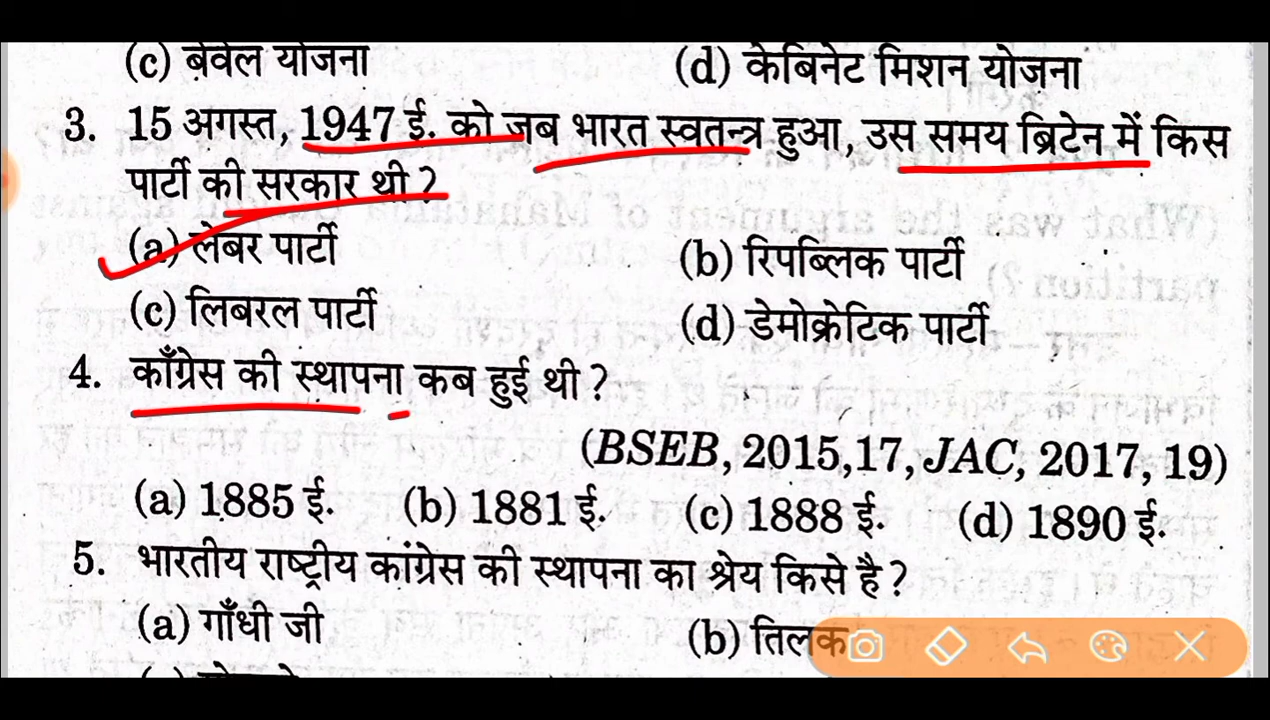 (c) बेवेल योजना (d) केबिनेट मिशन योजना
3. 15 अगस्त, 1947 ई. को जब भारत स्वतन्त्र हुआ, उस समय ब्रिटेन में किस
पार्टी की सरकार थी ?
(a) लेबर पार्टी (b) रिपब्लिक पार्टी
(c) लिबरल पार्टी (d) डेमोक्रेटिक पार्टी
4. काँग्रेस की स्थापना कब हुई थी ?
(BSEB, 2015,17, JAC, 2017, 19)
(a) 1885 ई. (b) 1881 ई. (c) 1888 ई. (d) 1890 ई.
5. भारतीय राष्ट्रीय कांग्रेस की स्थापना का श्रेय किसे है ?
(a) गाँधी जी (b) तिलक